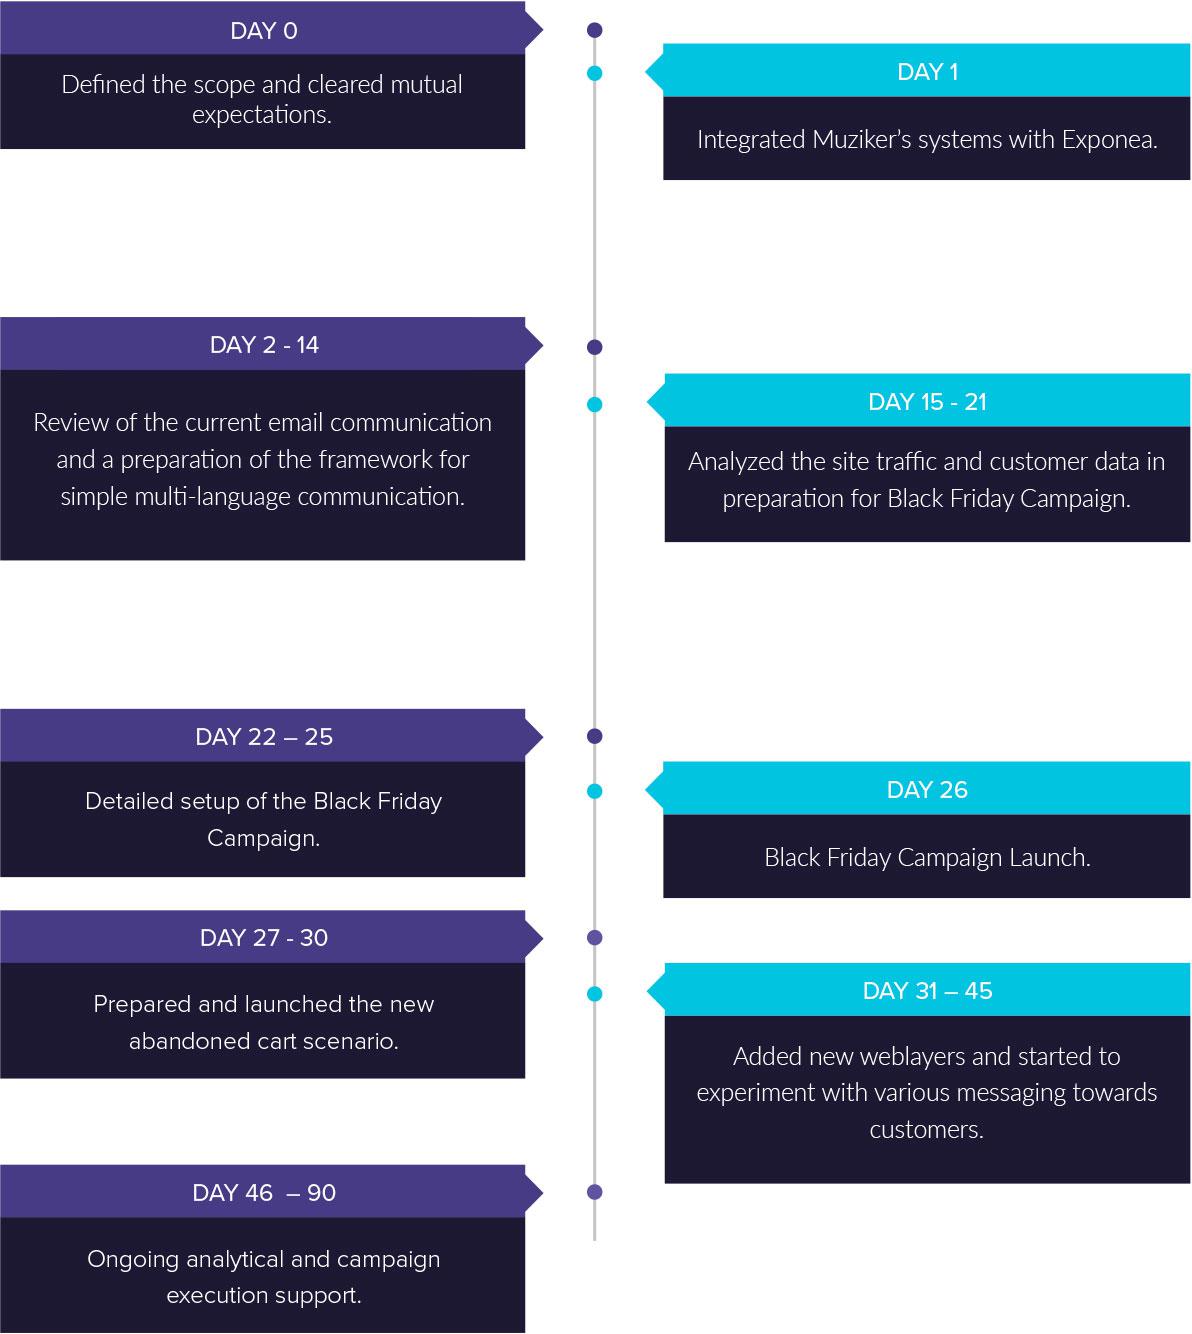 DAY 0
Defined the scope and cleared mutual
expectations.
DAY 1
Integrated Muziker’s systems with Exponea.
DAY 2 - 14
Review of the current email communication
and a preparation of the framework for
simple multi-language communication.
DAY 15 - 21
Analyzed the site traffic and customer data in
preparation for Black Friday Campaign.
DAY 22 – 25
Detailed setup of the Black Friday
Campaign.
DAY 26
Black Friday Campaign Launch.
DAY 27 - 30
Prepared and launched the new
abandoned cart scenario.
DAY 31 – 45
Added new weblayers and started to
experiment with various messaging towards
customers.
DAY 46 – 90
Ongoing analytical and campaign
execution support.